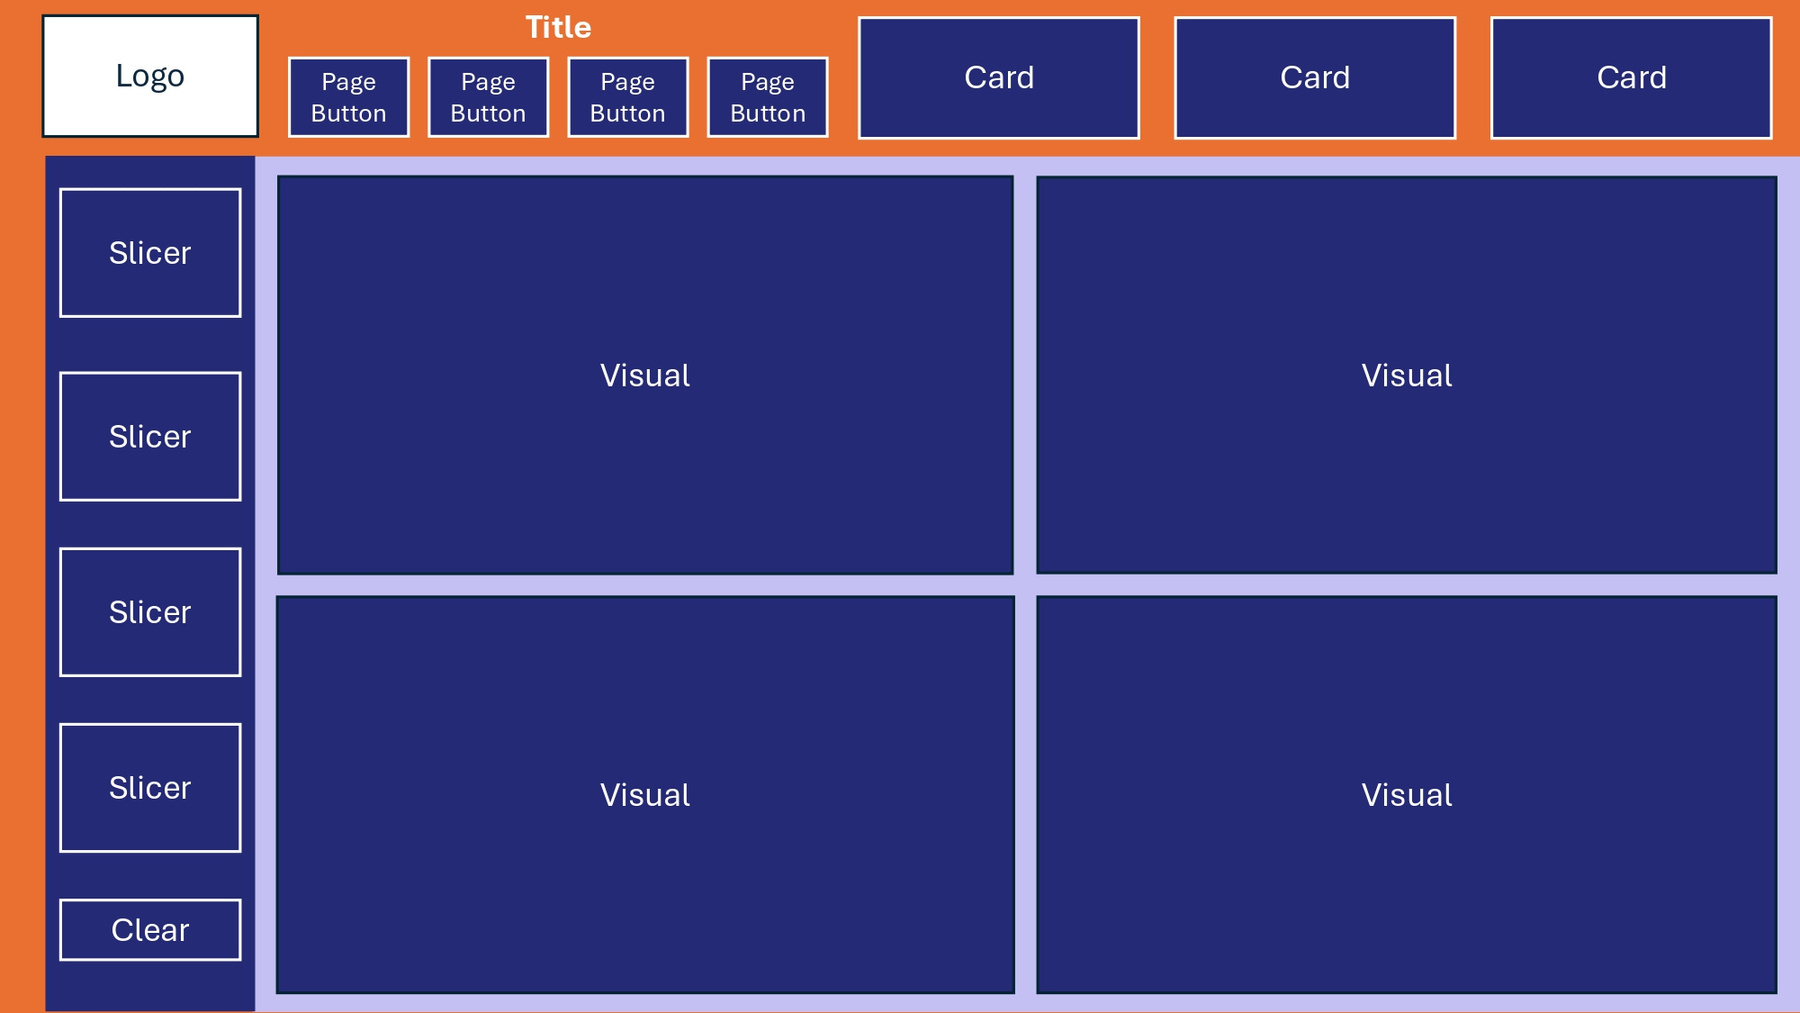 Title
Logo
Page
Button
Page
Button
Page
Button
Page
Button
Card
Card
Card
Slicer
Slicer
Slicer
Slicer
Clear
Visual
Visual
Visual
Visual